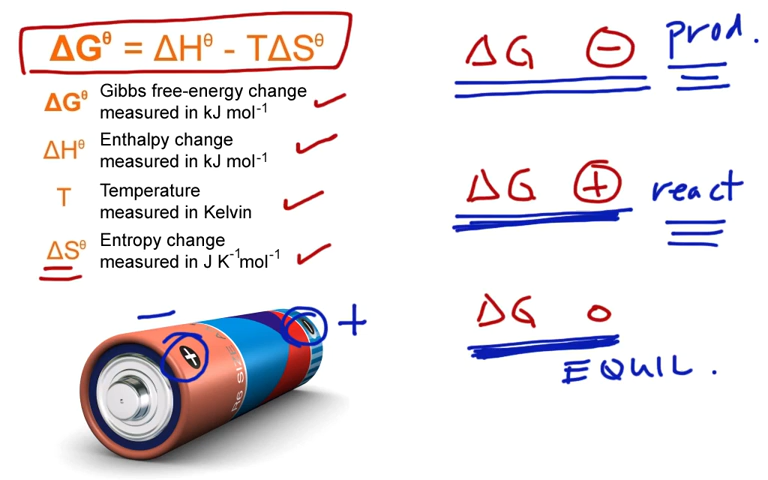 ΔG° = ΔH° - TΔS°
ΔG° Gibbs free-energy change
measured in kJ mol⁻¹
ΔH° Enthalpy change
measured in kJ mol⁻¹
T Temperature
measured in Kelvin
ΔS° Entropy change
measured in J K⁻¹mol⁻¹
ΔG − prod.
ΔG + react
ΔG 0
EQUIL.
− +
+ -
R6 SIZE A